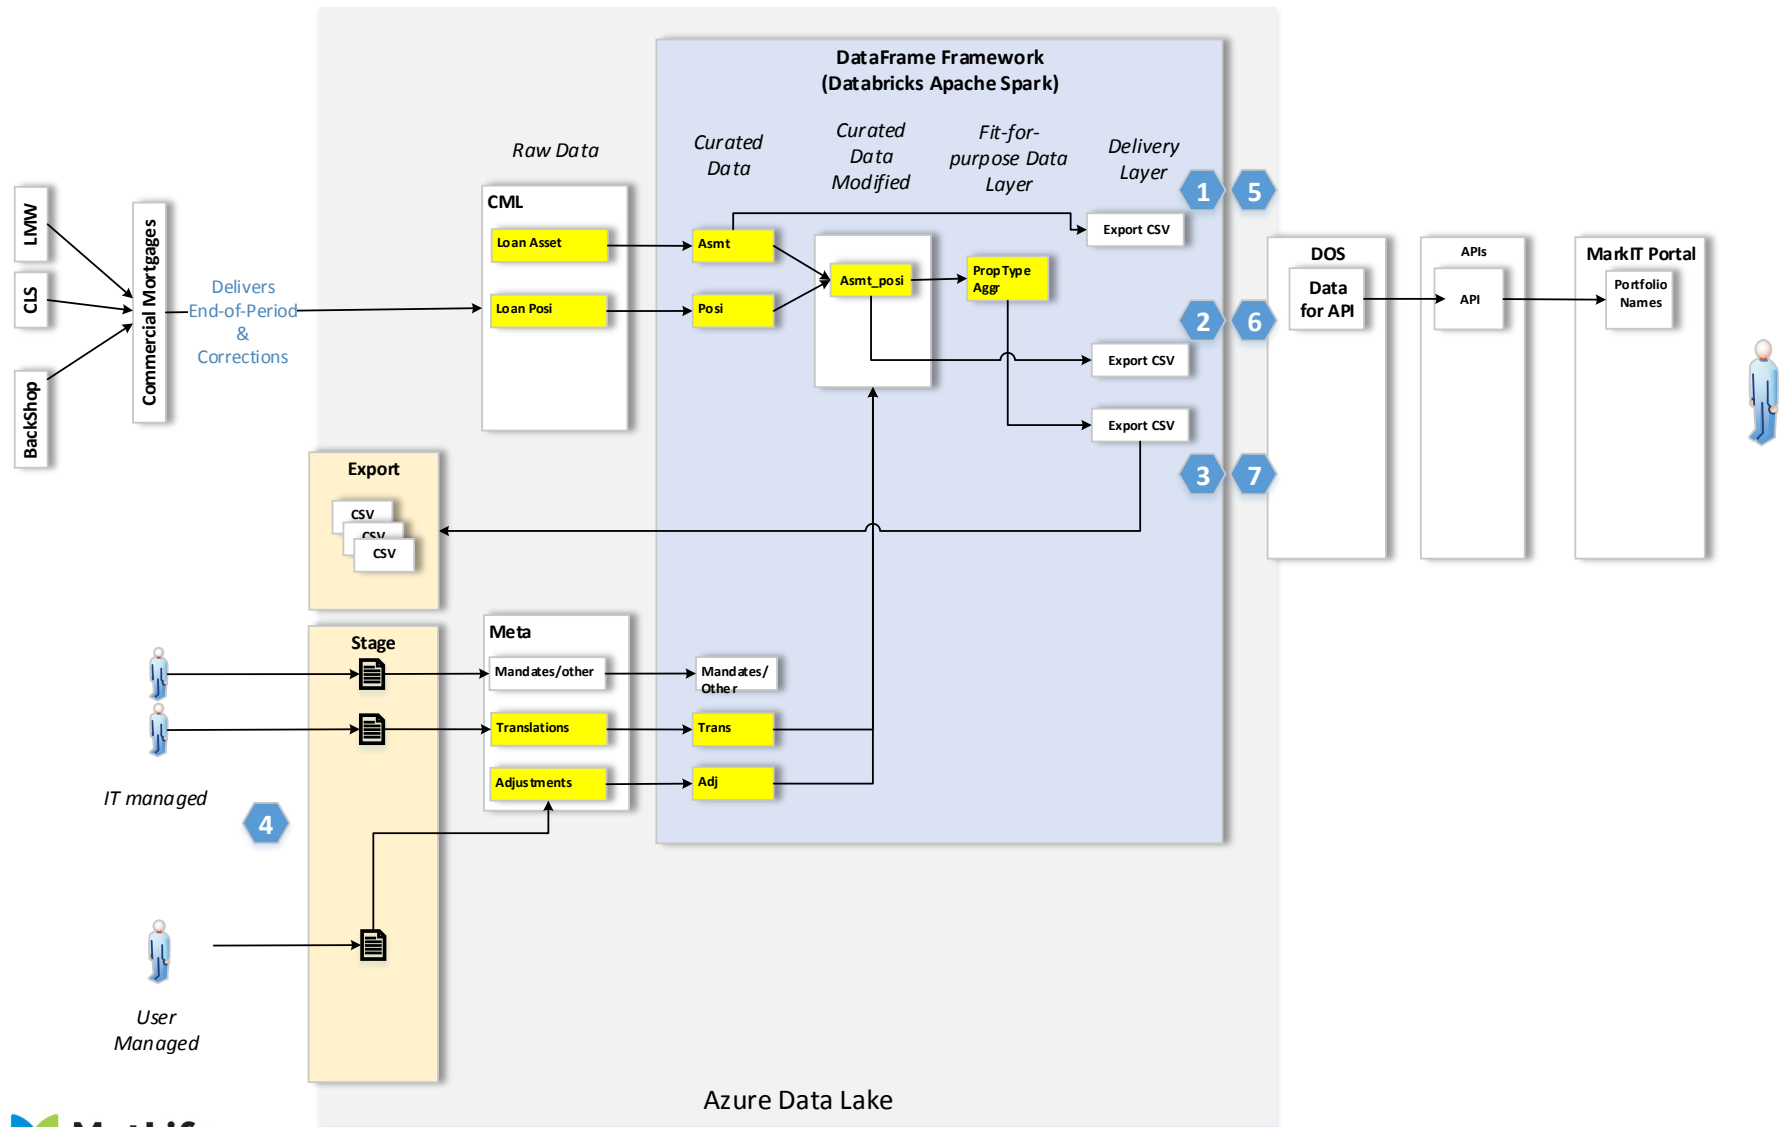 DataFrame Framework
(Databricks Apache Spark)
Raw Data
Curated
Data
Curated
Data
Modified
Fit-for-
purpose Data
Layer
Delivery
Layer
1
5
LMW
CLS
BackShop
Commercial Mortgages
Delivers
End-of-Period
&
Corrections
CML
Loan Asset
Loan Posi
Asmt
Posi
Asmt_posi
PropType
Aggr
Export CSV
2
6
Export CSV
Export CSV
3
7
DOS
Data
for API
APIs
API
MarkIT Portal
Portfolio
Names
Export
CSV
CSV
CSV
Stage
Meta
Mandates/other
Translations
Adjustments
Mandates/
Other
Trans
Adj
IT managed
4
User
Managed
Azure Data Lake
MetLife